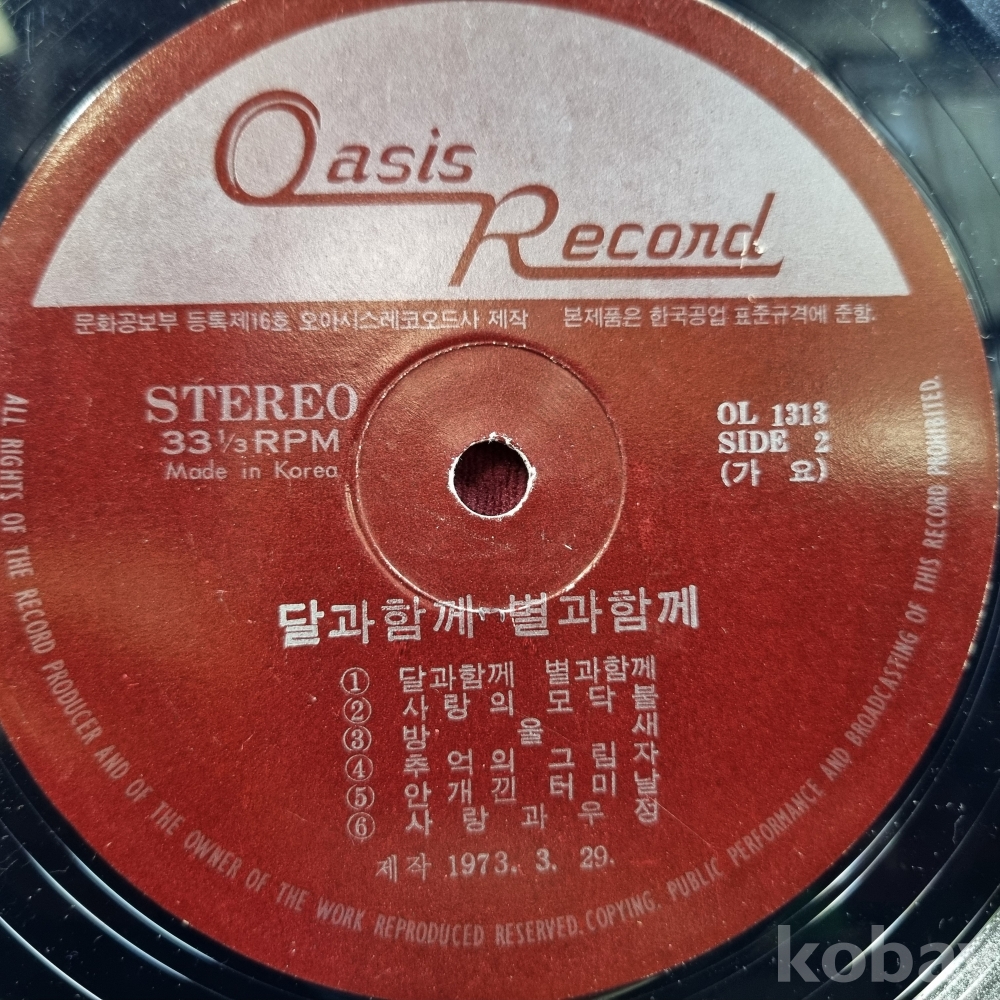 Oasis
Record
문화공보부 등록제16호 오아시스레코오드사 제작 본제품은 한국공업 표준규격에 준함.
STEREO
33 1/3 RPM
Made in Korea
OL 1313
SIDE 2
(가 요)
달과함께 별과함께
① 달과함께 별과함께
② 사랑의 모닥불
③ 방울새
④ 추억의 그림자
⑤ 안개낀 터미날
⑥ 사랑과 우정
제작 1973. 3. 29.
ALL RIGHTS OF THE RECORD PRODUCER AND OF THE OWNER OF THE WORK REPRODUCED RESERVED. COPYING. PUBLIC PERFORMANCE AND BROADCASTING OF THIS RECORD PROHIBITED.